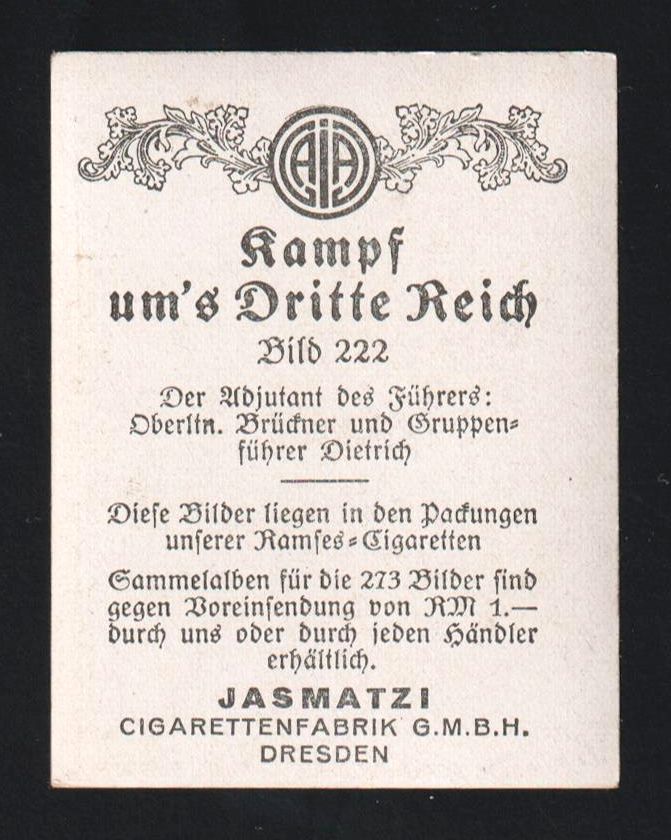 Kampf
um's Dritte Reich
Bild 222
Der Adjutant des Führers:
Oberltn. Brückner und Gruppen=
führer Dietrich
Diese Bilder liegen in den Packungen
unserer Ramses=Cigaretten
Sammelalben für die 273 Bilder sind
gegen Voreinsendung von RM 1.—
durch uns oder durch jeden Händler
erhältlich.
JASMATZI
CIGARETTENFABRIK G.M.B.H.
DRESDEN